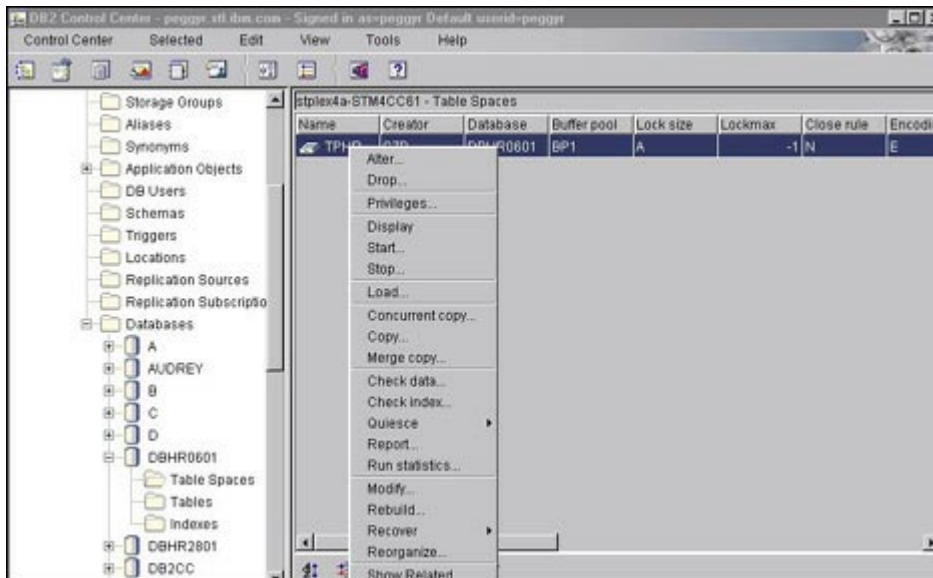 DB2 Control Center - peggyr.stl.ibm.com - Signed in as=peggyr Default userid=peggyr
Control Center Selected Edit View Tools Help
Storage Groups
Aliases
Synonyms
Application Objects
DB Users
Schemas
Triggers
Locations
Replication Sources
Replication Subscriptio
Databases
A
AUDREY
B
C
D
DBHR0601
Table Spaces
Tables
Indexes
DBHR2801
DB2CC
stplex4a-STM4CC61 - Table Spaces
Name Creator Database Buffer pool Lock size Lockmax Close rule Encodi
BP1 A -1 N E
Alter...
Drop...
Privileges...
Display
Start...
Stop...
Load...
Concurrent copy...
Copy...
Merge copy...
Check data...
Check index...
Quiesce
Report...
Run statistics...
Modify...
Rebuild...
Recover
Reorganize...
Show Related